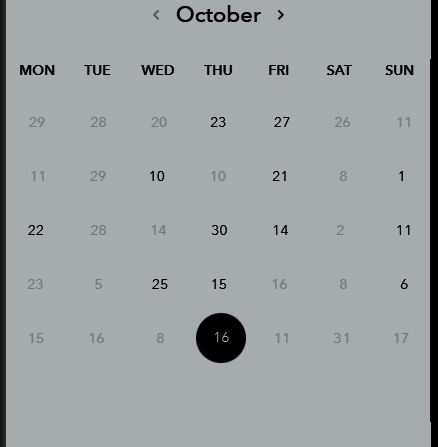 ‹ October ›
MON TUE WED THU FRI SAT SUN
29 28 20 23 27 26 11
11 29 10 10 21 8 1
22 28 14 30 14 2 11
23 5 25 15 16 8 6
15 16 8 16 11 31 17